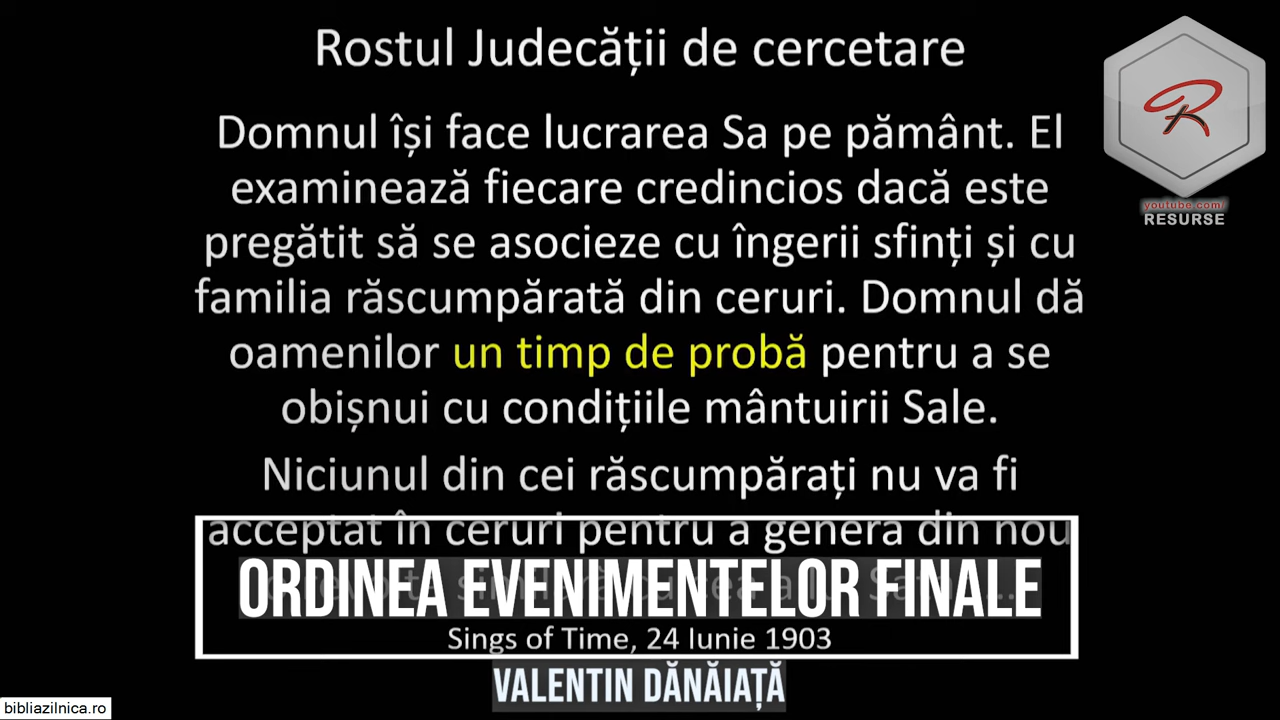 Rostul Judecății de cercetare
Domnul își face lucrarea Sa pe pământ. El
examinează fiecare credincios dacă este
pregătit să se asocieze cu îngerii sfinți și cu
familia răscumpărată din ceruri. Domnul dă
oamenilor un timp de probă pentru a se
obișnui cu condițiile mântuirii Sale.
Niciunul din cei răscumpărați nu va fi
acceptat în ceruri pentru a genera din nou
ORDINEA EVENIMENTELOR FINALE
Sings of Time, 24 Iunie 1903
VALENTIN DĂNĂIAȚĂ
bibliazilnica.ro
R
youtube.com/
RESURSE